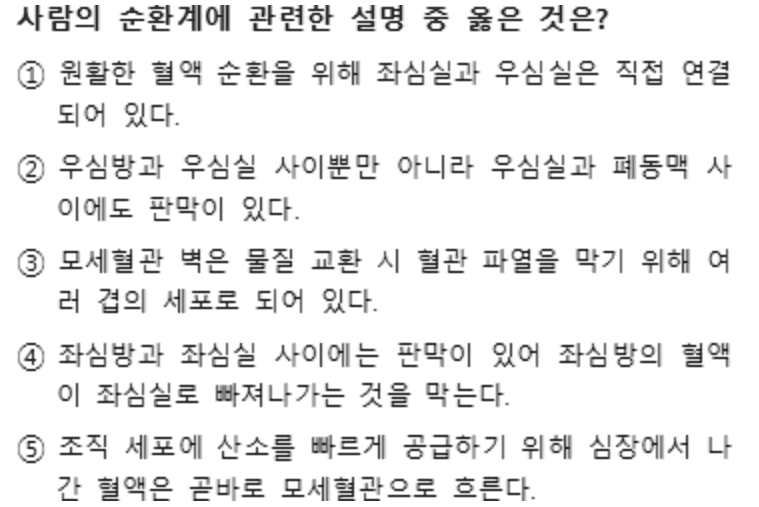 사람의 순환계에 관련한 설명 중 옳은 것은?
① 원활한 혈액 순환을 위해 좌심실과 우심실은 직접 연결
되어 있다.
② 우심방과 우심실 사이뿐만 아니라 우심실과 폐동맥 사
이에도 판막이 있다.
③ 모세혈관 벽은 물질 교환 시 혈관 파열을 막기 위해 여
러 겹의 세포로 되어 있다.
④ 좌심방과 좌심실 사이에는 판막이 있어 좌심방의 혈액
이 좌심실로 빠져나가는 것을 막는다.
⑤ 조직 세포에 산소를 빠르게 공급하기 위해 심장에서 나
간 혈액은 곧바로 모세혈관으로 흐른다.